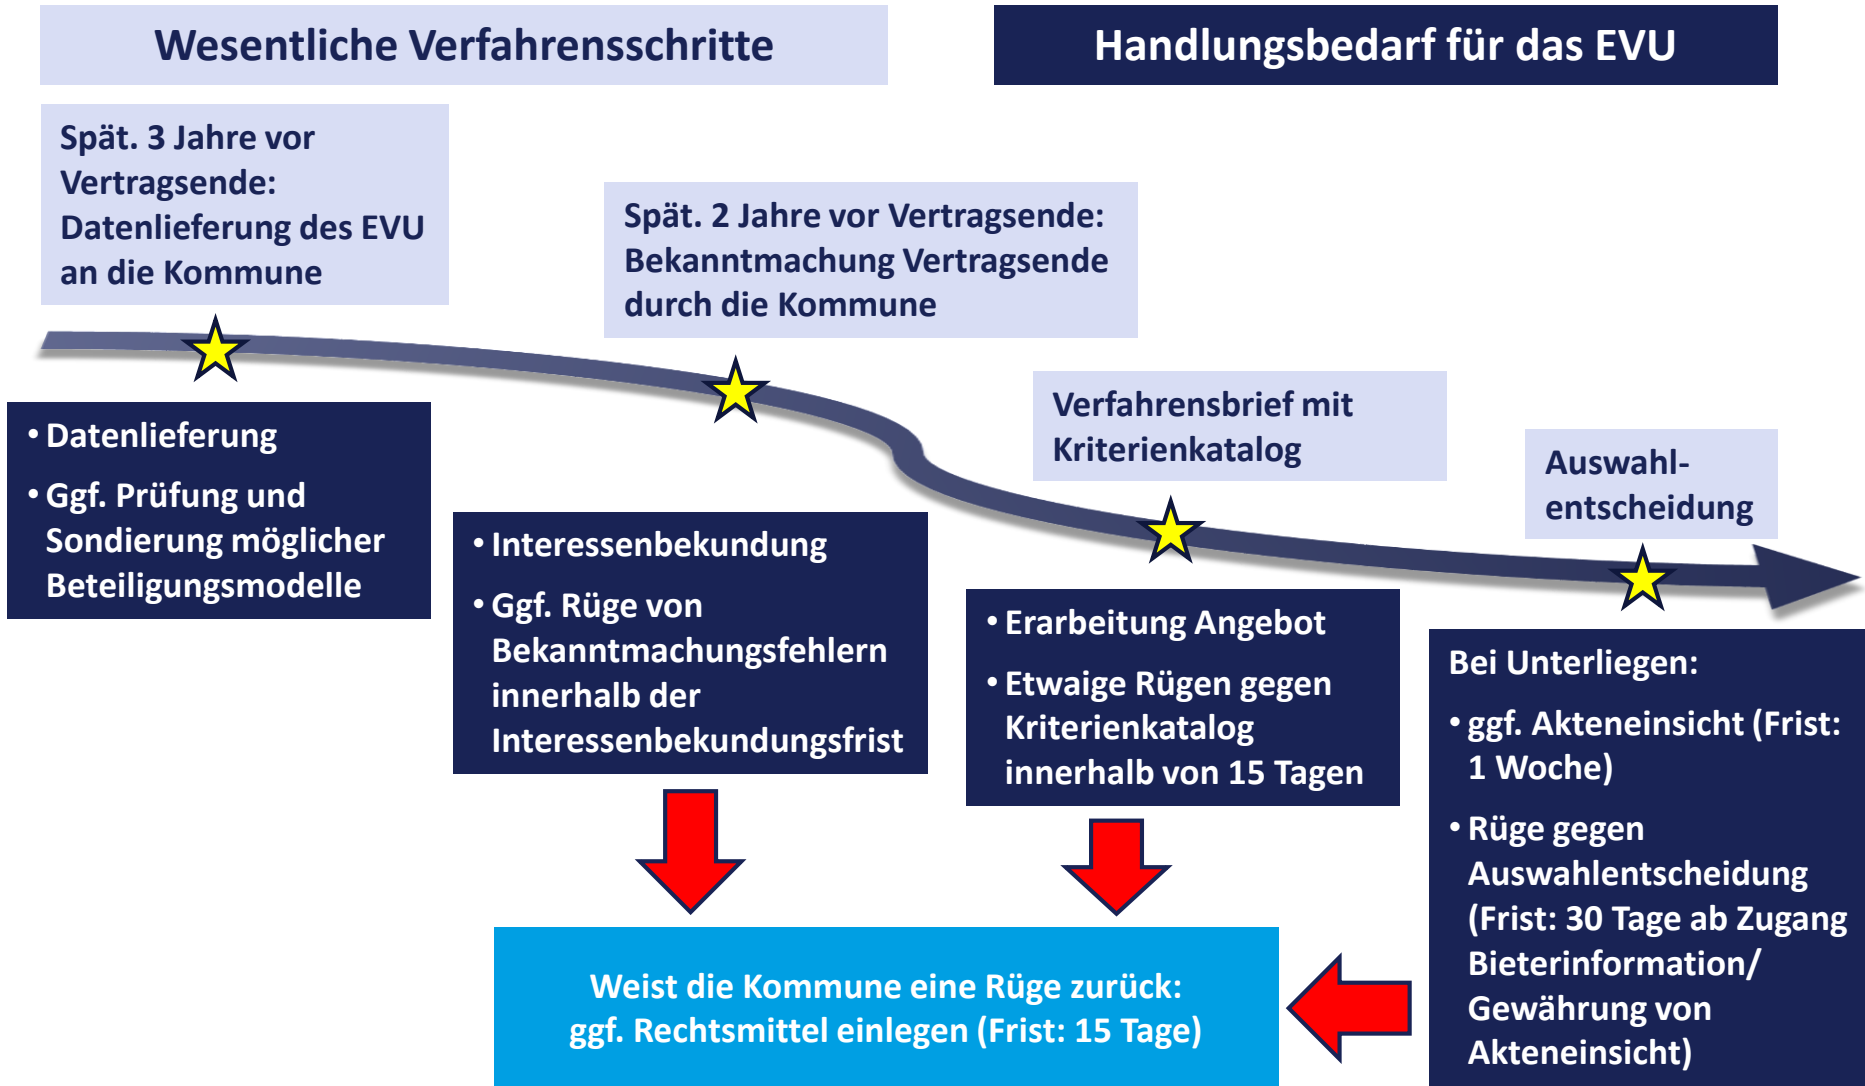 Wesentliche Verfahrensschritte
Handlungsbedarf für das EVU
Spät. 3 Jahre vor
Vertragsende:
Datenlieferung des EVU
an die Kommune
Spät. 2 Jahre vor Vertragsende:
Bekanntmachung Vertragsende
durch die Kommune
Verfahrensbrief mit
Kriterienkatalog
Auswahl-
entscheidung
• Datenlieferung
• Ggf. Prüfung und
Sondierung möglicher
Beteiligungsmodelle
• Interessenbekundung
• Ggf. Rüge von
Bekanntmachungsfehlern
innerhalb der
Interessenbekundungsfrist
• Erarbeitung Angebot
• Etwaige Rügen gegen
Kriterienkatalog
innerhalb von 15 Tagen
Bei Unterliegen:
• ggf. Akteneinsicht (Frist:
1 Woche)
• Rüge gegen
Auswahlentscheidung
(Frist: 30 Tage ab Zugang
Bieterinformation/
Gewährung von
Akteneinsicht)
Weist die Kommune eine Rüge zurück:
ggf. Rechtsmittel einlegen (Frist: 15 Tage)